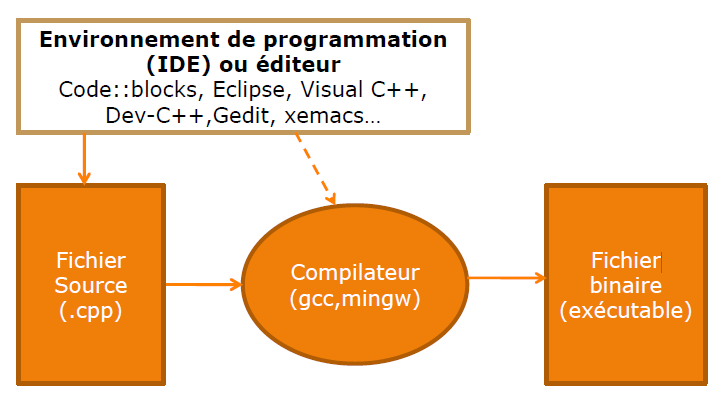 Environnement de programmation
(IDE) ou éditeur
Code::blocks, Eclipse, Visual C++,
Dev-C++,Gedit, xemacs…
Fichier
Source
(.cpp)
Compilateur
(gcc,mingw)
Fichier
binaire
(exécutable)